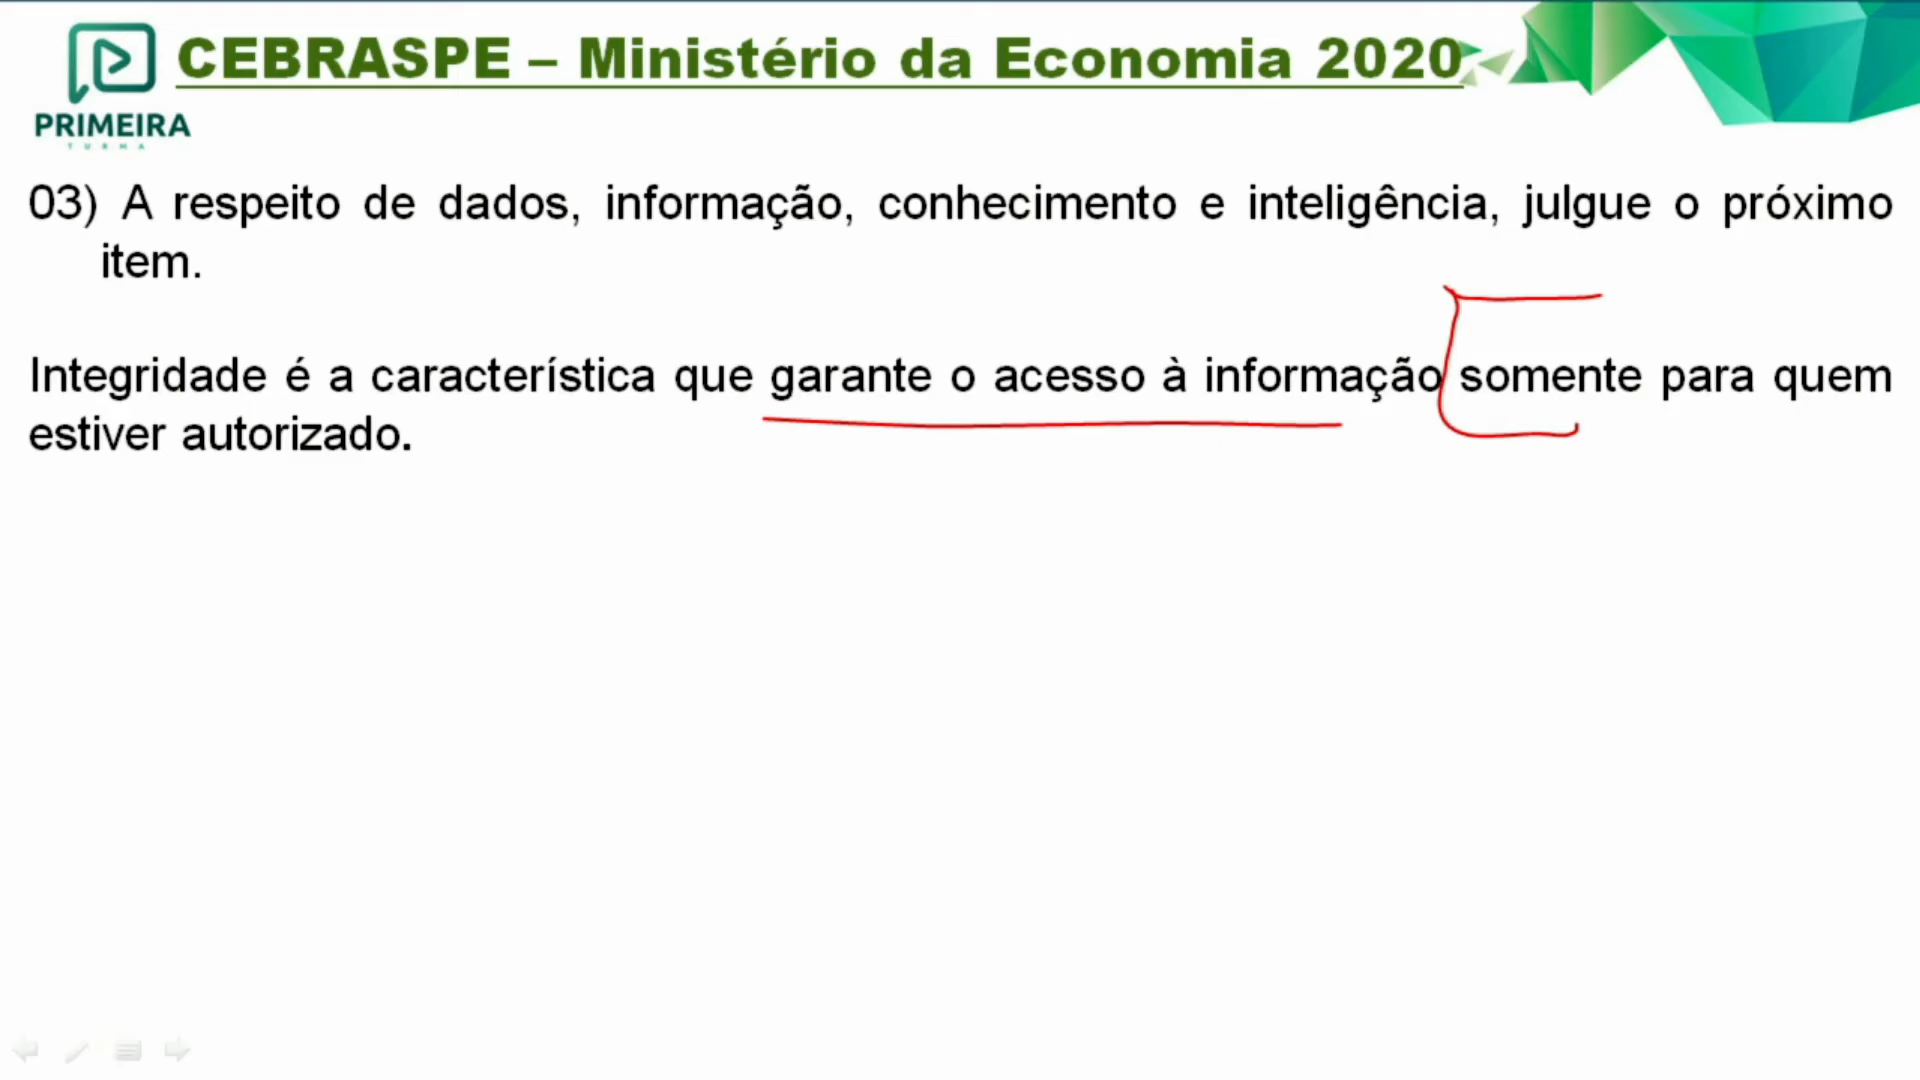 CEBRASPE – Ministério da Economia 2020
PRIMEIRA
TURMA
03) A respeito de dados, informação, conhecimento e inteligência, julgue o próximo
item.
Integridade é a característica que garante o acesso à informação somente para quem
estiver autorizado.